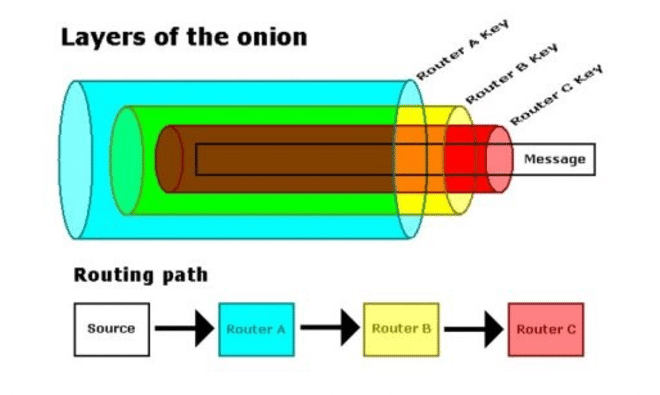 Layers of the onion
Router A Key
Router B Key
Router C Key
Message
Routing path
Source
Router A
Router B
Router C